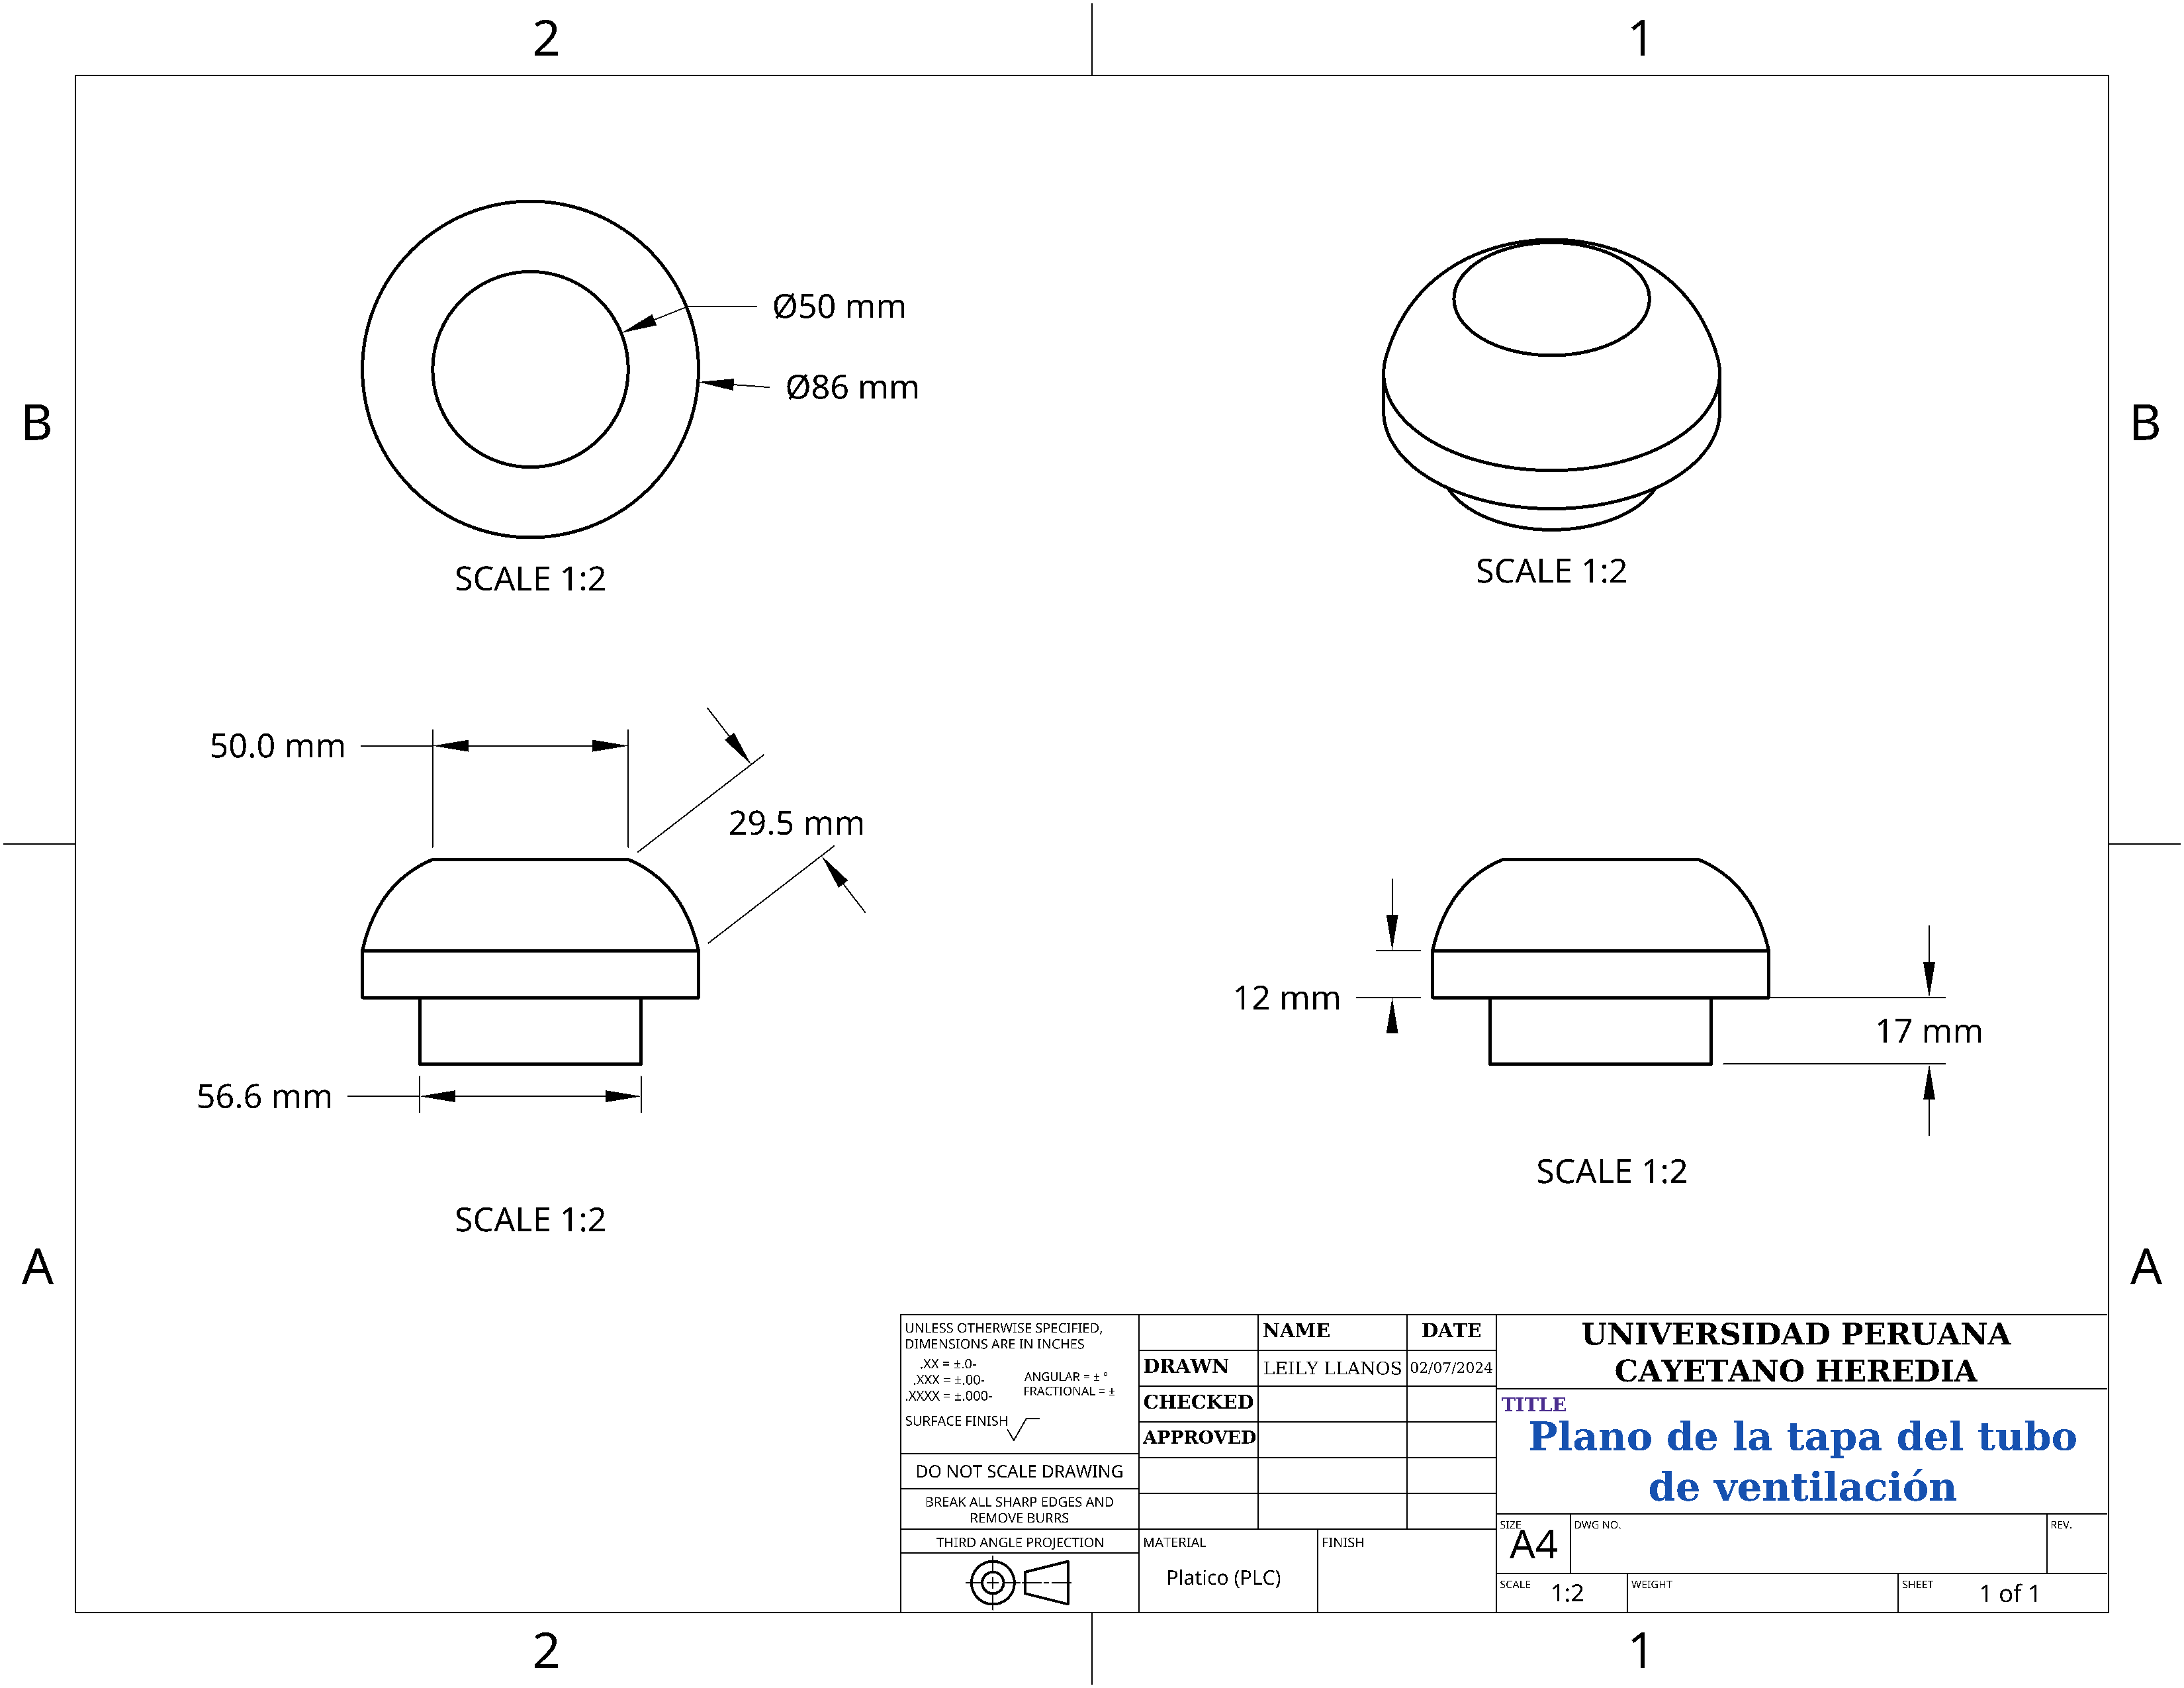 2
1
B
B
Ø50 mm
Ø86 mm
SCALE 1:2
SCALE 1:2
50.0 mm
29.5 mm
12 mm
17 mm
56.6 mm
SCALE 1:2
SCALE 1:2
A
A
UNLESS OTHERWISE SPECIFIED,
DIMENSIONS ARE IN INCHES
.XX = ±.0-
.XXX = ±.00-
.XXXX = ±.000-
ANGULAR = ± °
FRACTIONAL = ±
SURFACE FINISH
DO NOT SCALE DRAWING
BREAK ALL SHARP EDGES AND
REMOVE BURRS
THIRD ANGLE PROJECTION
NAME DATE
DRAWN LEILY LLANOS 02/07/2024
CHECKED
APPROVED
MATERIAL
Platico (PLC)
FINISH
UNIVERSIDAD PERUANA
CAYETANO HEREDIA
TITLE
Plano de la tapa del tubo
de ventilación
SIZE
A4
DWG NO.
REV.
SCALE 1:2
WEIGHT
SHEET 1 of 1
2
1